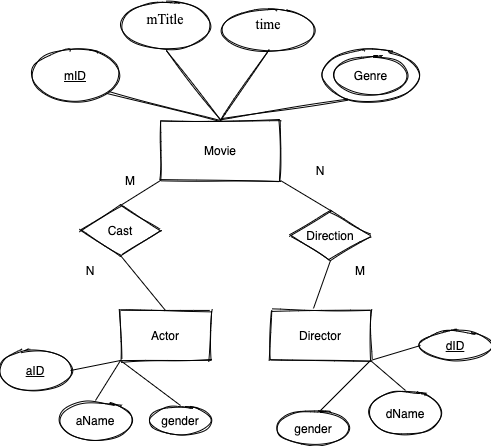 mTitle
time
mID
Genre
Movie
M
N
Cast
Direction
N
M
Actor
Director
dID
aID
aName
gender
gender
dName